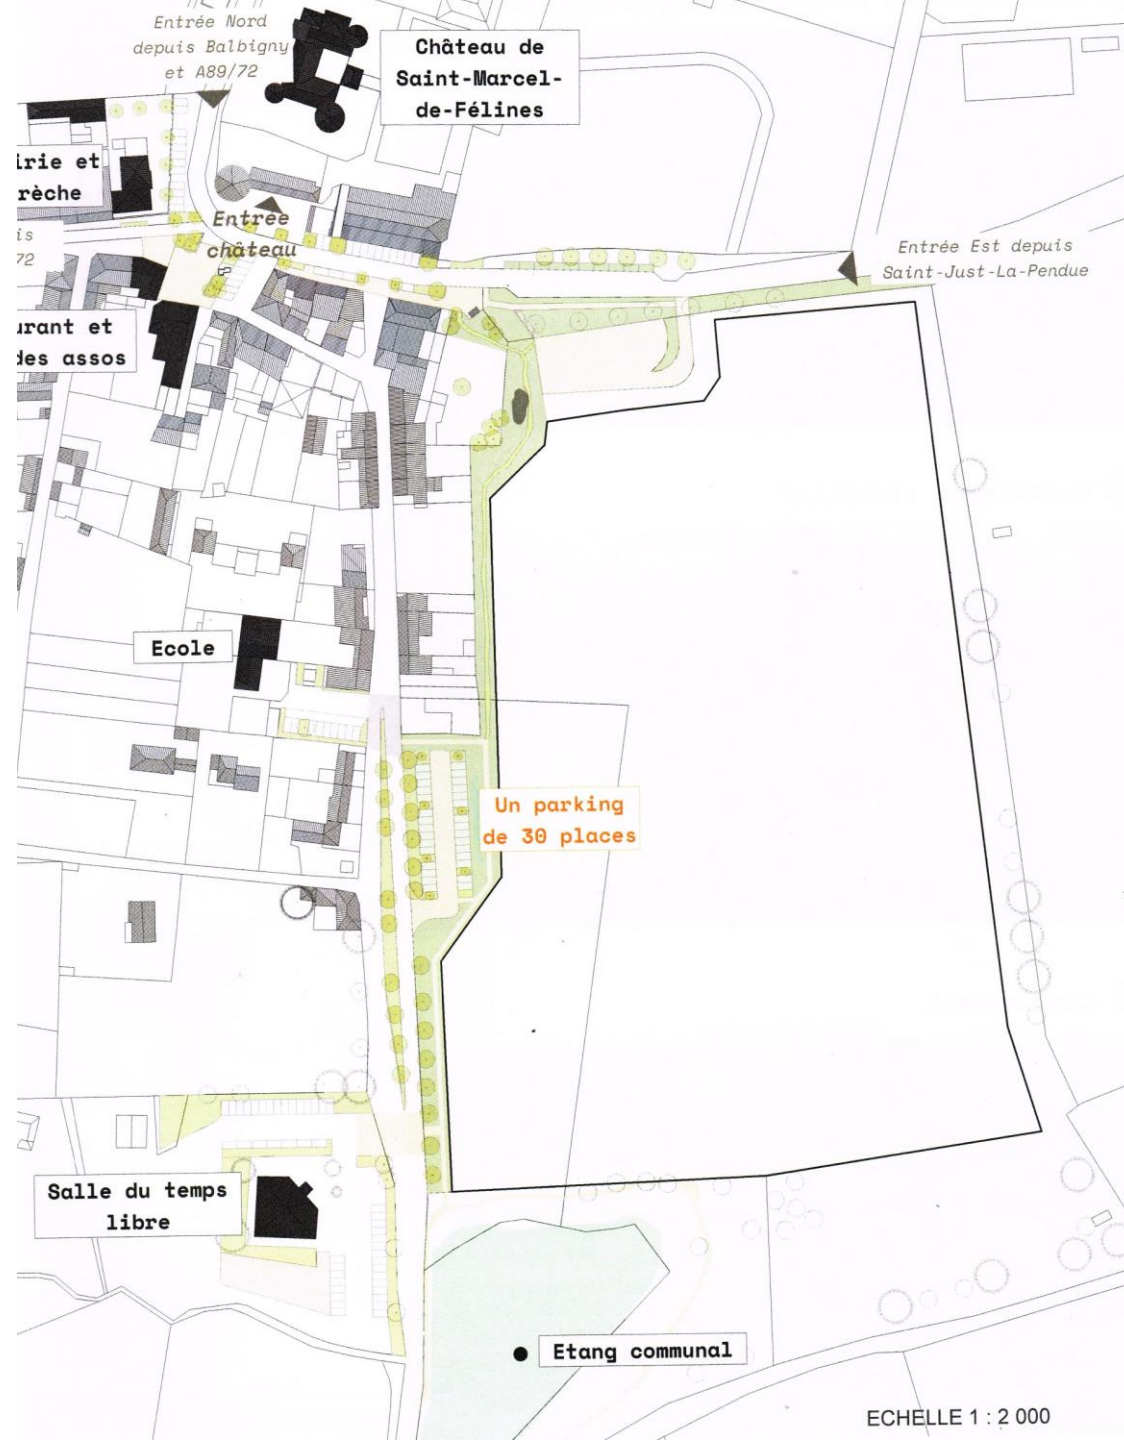 Entrée Nord
depuis Balbigny
et A89/72
Château de
Saint-Marcel-
de-Félines
irie et
rèche
is
72
Entrée
château
Entrée Est depuis
Saint-Just-La-Pendue
urant et
des assos
Ecole
Un parking
de 30 places
Salle du temps
libre
Etang communal
ECHELLE 1 : 2 000